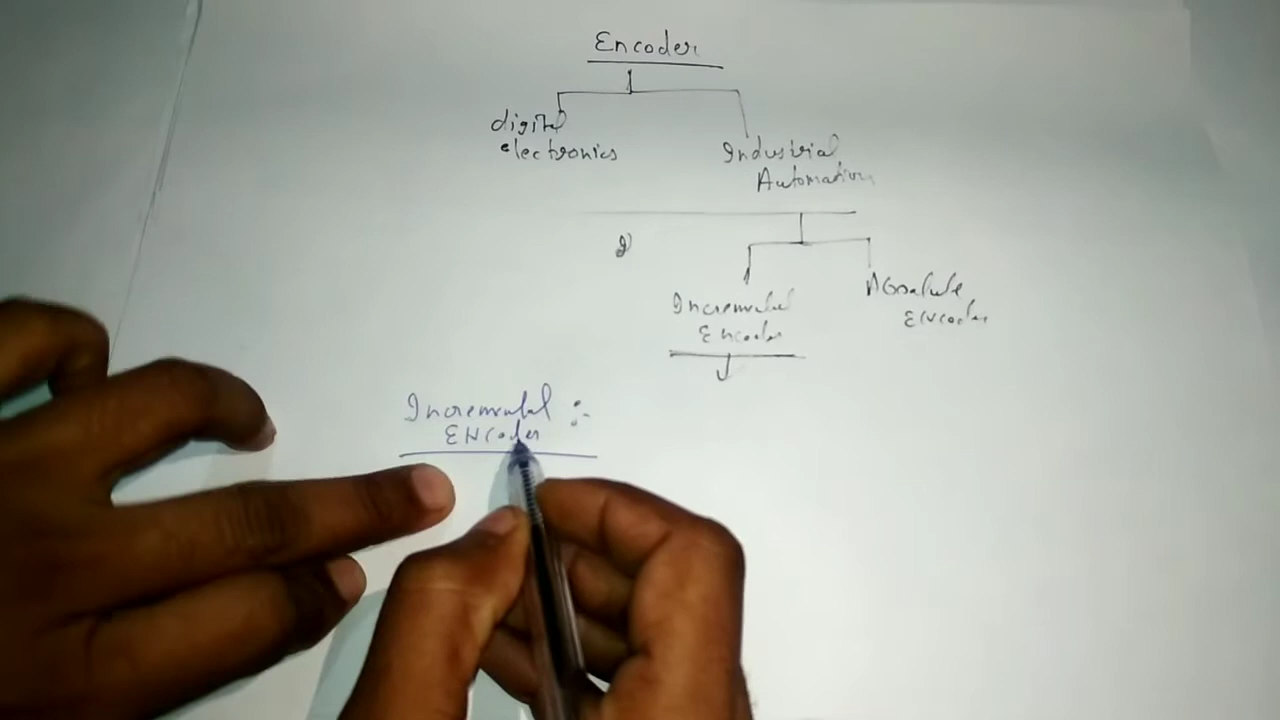 Encoder
digital
electronics
Industrial
Automation
Incremental
Encoder
Absolute
ENcoder
Incremental :-
ENCoder